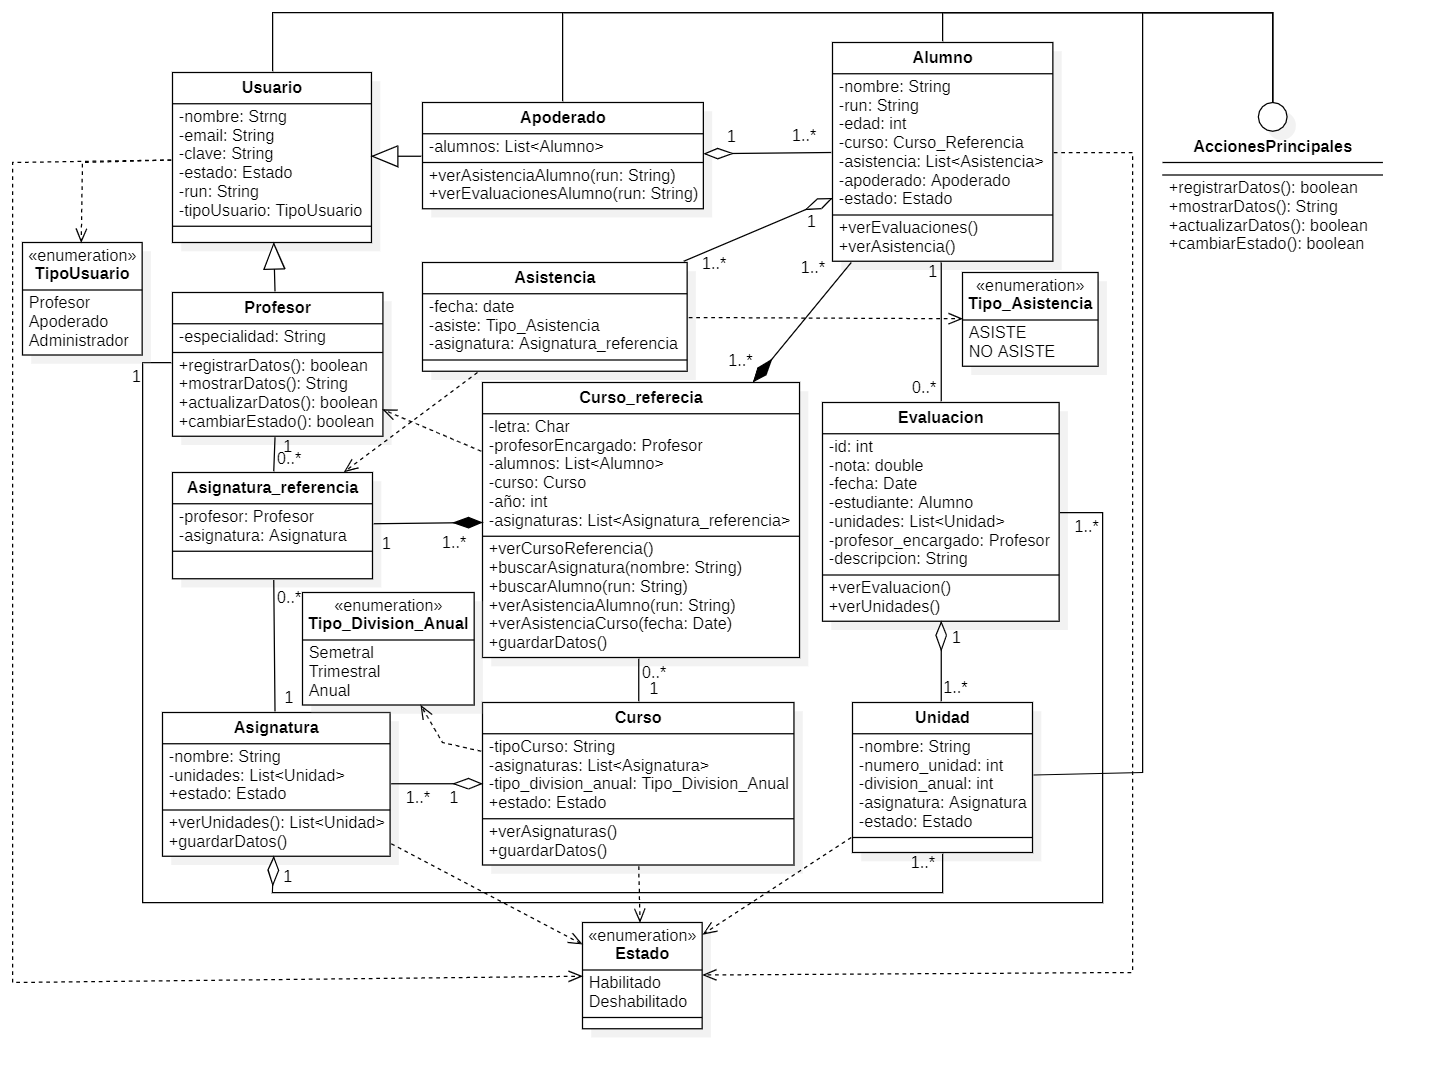 Usuario
-nombre: Strng
-email: String
-clave: String
-estado: Estado
-run: String
-tipoUsuario: TipoUsuario
Apoderado
-alumnos: List<Alumno>
+verAsistenciaAlumno(run: String)
+verEvaluacionesAlumno(run: String)
1
1..*
Alumno
-nombre: String
-run: String
-edad: int
-curso: Curso_Referencia
-asistencia: List<Asistencia>
-apoderado: Apoderado
-estado: Estado
+verEvaluaciones()
+verAsistencia()
AccionesPrincipales
+registrarDatos(): boolean
+mostrarDatos(): String
+actualizarDatos(): boolean
+cambiarEstado(): boolean
«enumeration»
TipoUsuario
Profesor
Apoderado
Administrador
Profesor
-especialidad: String
+registrarDatos(): boolean
+mostrarDatos(): String
+actualizarDatos(): boolean
+cambiarEstado(): boolean
1
1
0..*
Asistencia
-fecha: date
-asiste: Tipo_Asistencia
-asignatura: Asignatura_referencia
1
1..*
1..*
1..*
1
0..*
«enumeration»
Tipo_Asistencia
ASISTE
NO ASISTE
Curso_referecia
-letra: Char
-profesorEncargado: Profesor
-alumnos: List<Alumno>
-curso: Curso
-año: int
-asignaturas: List<Asignatura_referencia>
+verCursoReferencia()
+buscarAsignatura(nombre: String)
+buscarAlumno(run: String)
+verAsistenciaAlumno(run: String)
+verAsistenciaCurso(fecha: Date)
+guardarDatos()
Evaluacion
-id: int
-nota: double
-fecha: Date
-estudiante: Alumno
-unidades: List<Unidad>
-profesor_encargado: Profesor
-descripcion: String
+verEvaluacion()
+verUnidades()
1..*
Asignatura_referencia
-profesor: Profesor
-asignatura: Asignatura
1
1..*
0..*
1
«enumeration»
Tipo_Division_Anual
Semetral
Trimestral
Anual
0..*
1
1
1..*
Asignatura
-nombre: String
-unidades: List<Unidad>
+estado: Estado
+verUnidades(): List<Unidad>
+guardarDatos()
1..*
1
Curso
-tipoCurso: String
-asignaturas: List<Asignatura>
-tipo_division_anual: Tipo_Division_Anual
+estado: Estado
+verAsignaturas()
+guardarDatos()
Unidad
-nombre: String
-numero_unidad: int
-division_anual: int
-asignatura: Asignatura
-estado: Estado
1..*
1
«enumeration»
Estado
Habilitado
Deshabilitado